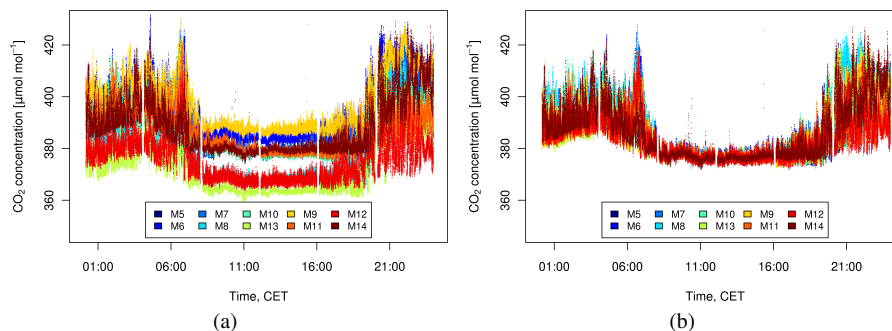 420
400
380
360
CO2 concentration [µmol mol−1]
M5 M7 M10 M9 M12
M6 M8 M13 M11 M14
01:00 06:00 11:00 16:00 21:00
Time, CET
(a)
420
400
380
360
CO2 concentration [µmol mol−1]
M5 M7 M10 M9 M12
M6 M8 M13 M11 M14
01:00 06:00 11:00 16:00 21:00
Time, CET
(b)